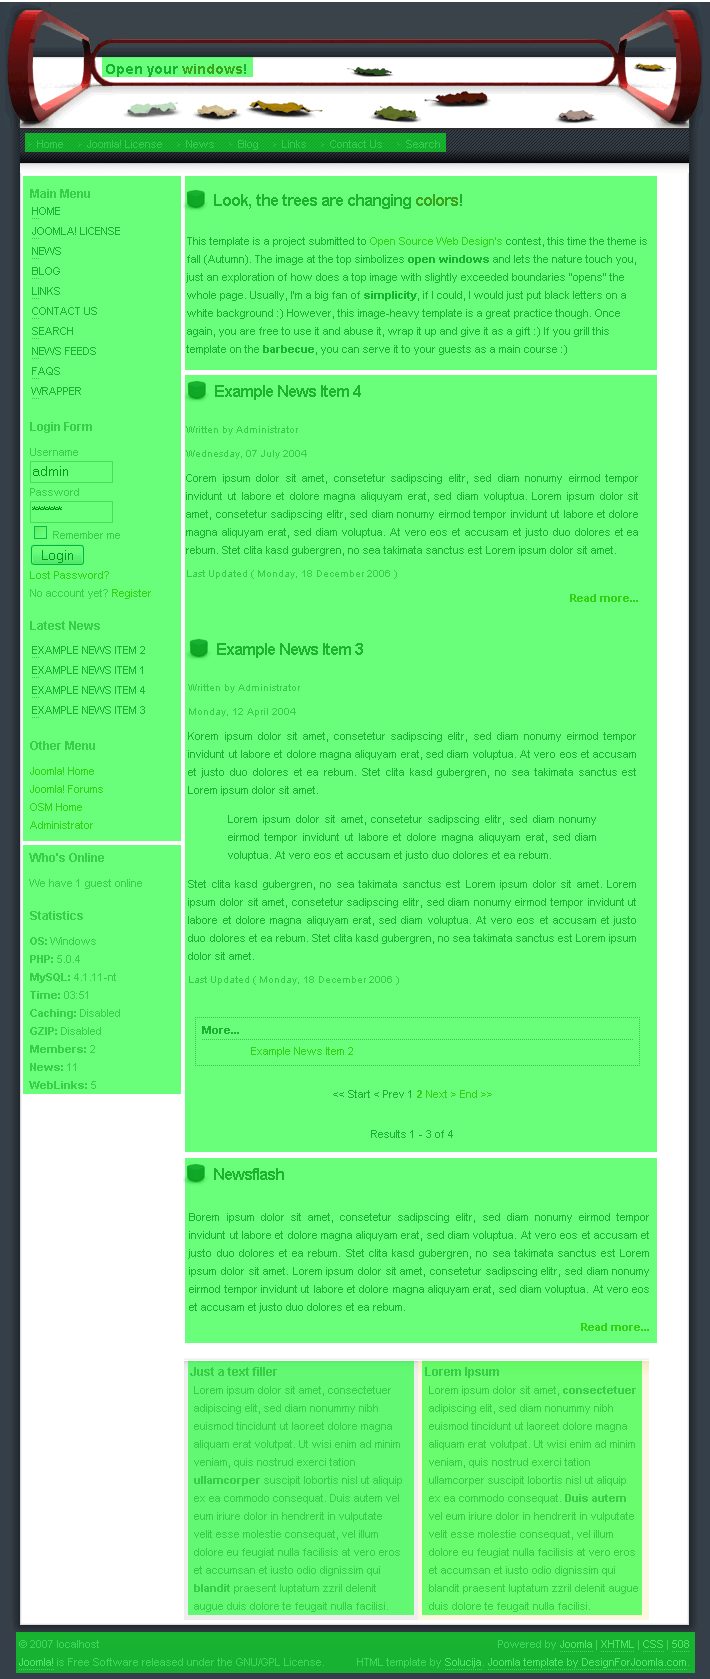 Open your windows!
Home Joomla! License News Blog Links Contact Us Search
Main Menu
HOME
JOOMLA! LICENSE
NEWS
BLOG
LINKS
CONTACT US
SEARCH
NEWS FEEDS
FAQS
WRAPPER
Login Form
Username
admin
Password
*******
Remember me
Login
Lost Password?
No account yet? Register
Latest News
EXAMPLE NEWS ITEM 2
EXAMPLE NEWS ITEM 1
EXAMPLE NEWS ITEM 4
EXAMPLE NEWS ITEM 3
Other Menu
Joomla! Home
Joomla! Forums
OSM Home
Administrator
Who's Online
We have 1 guest online
Statistics
OS: Windows
PHP: 5.0.4
MySQL: 4.1.11-nt
Time: 03:51
Caching: Disabled
GZIP: Disabled
Members: 2
News: 11
WebLinks: 5
Look, the trees are changing colors!
This template is a project submitted to Open Source Web Design's contest, this time the theme is
fall (Autumn). The image at the top simbolizes open windows and lets the nature touch you,
just an exploration of how does a top image with slightly exceeded boundaries "opens" the
whole page. Usually, I'm a big fan of simplicity, if I could, I would just put black letters on a
white background :) However, this image-heavy template is a great practice though. Once
again, you are free to use it and abuse it, wrap it up and give it as a gift :) If you grill this
template on the barbecue, you can serve it to your guests as a main course :)
Example News Item 4
Written by Administrator
Wednesday, 07 July 2004
Corem ipsum dolor sit amet, consetetur sadipscing elitr, sed diam nonumy eirmod tempor
invidunt ut labore et dolore magna aliquyam erat, sed diam voluptua. Lorem ipsum dolor sit
amet, consetetur sadipscing elitr, sed diam nonumy eirmod tempor invidunt ut labore et dolore
magna aliquyam erat, sed diam voluptua. At vero eos et accusam et justo duo dolores et ea
rebum. Stet clita kasd gubergren, no sea takimata sanctus est Lorem ipsum dolor sit amet.
Last Updated ( Monday, 18 December 2006 )
Read more...
Example News Item 3
Written by Administrator
Monday, 12 April 2004
Korem ipsum dolor sit amet, consetetur sadipscing elitr, sed diam nonumy eirmod tempor
invidunt ut labore et dolore magna aliquyam erat, sed diam voluptua. At vero eos et accusam
et justo duo dolores et ea rebum. Stet clita kasd gubergren, no sea takimata sanctus est
Lorem ipsum dolor sit amet.
Lorem ipsum dolor sit amet, consetetur sadipscing elitr, sed diam nonumy
eirmod tempor invidunt ut labore et dolore magna aliquyam erat, sed diam
voluptua. At vero eos et accusam et justo duo dolores et ea rebum.
Stet clita kasd gubergren, no sea takimata sanctus est Lorem ipsum dolor sit amet. Lorem
ipsum dolor sit amet, consetetur sadipscing elitr, sed diam nonumy eirmod tempor invidunt ut
labore et dolore magna aliquyam erat, sed diam voluptua. At vero eos et accusam et justo
duo dolores et ea rebum. Stet clita kasd gubergren, no sea takimata sanctus est Lorem ipsum
dolor sit amet.
Last Updated ( Monday, 18 December 2006 )
More...
Example News Item 2
<< Start < Prev 1 2 Next > End >>
Results 1 - 3 of 4
Newsflash
Borem ipsum dolor sit amet, consetetur sadipscing elitr, sed diam nonumy eirmod tempor
invidunt ut labore et dolore magna aliquyam erat, sed diam voluptua. At vero eos et accusam et
justo duo dolores et ea rebum. Stet clita kasd gubergren, no sea takimata sanctus est Lorem
ipsum dolor sit amet. Lorem ipsum dolor sit amet, consetetur sadipscing elitr, sed diam nonumy
eirmod tempor invidunt ut labore et dolore magna aliquyam erat, sed diam voluptua. At vero eos
et accusam et justo duo dolores et ea rebum.
Read more...
Just a text filler
Lorem ipsum dolor sit amet, consectetuer
adipiscing elit, sed diam nonummy nibh
euismod tincidunt ut laoreet dolore magna
aliquam erat volutpat. Ut wisi enim ad minim
veniam, quis nostrud exerci tation
ullamcorper suscipit lobortis nisl ut aliquip
ex ea commodo consequat. Duis autem vel
eum iriure dolor in hendrerit in vulputate
velit esse molestie consequat, vel illum
dolore eu feugiat nulla facilisis at vero eros
et accumsan et iusto odio dignissim qui
blandit praesent luptatum zzril delenit
augue duis dolore te feugait nulla facilisi.
Lorem Ipsum
Lorem ipsum dolor sit amet, consectetuer
adipiscing elit, sed diam nonummy nibh
euismod tincidunt ut laoreet dolore magna
aliquam erat volutpat. Ut wisi enim ad minim
veniam, quis nostrud exerci tation
ullamcorper suscipit lobortis nisl ut aliquip
ex ea commodo consequat. Duis autem
vel eum iriure dolor in hendrerit in vulputate
velit esse molestie consequat, vel illum
dolore eu feugiat nulla facilisis at vero eros
et accumsan et iusto odio dignissim qui
blandit praesent luptatum zzril delenit augue
duis dolore te feugait nulla facilisi.
© 2007 localhost Powered by Joomla | XHTML | CSS | 508
Joomla! is Free Software released under the GNU/GPL License. HTML template by Solucija. Joomla template by DesignForJoomla.com.